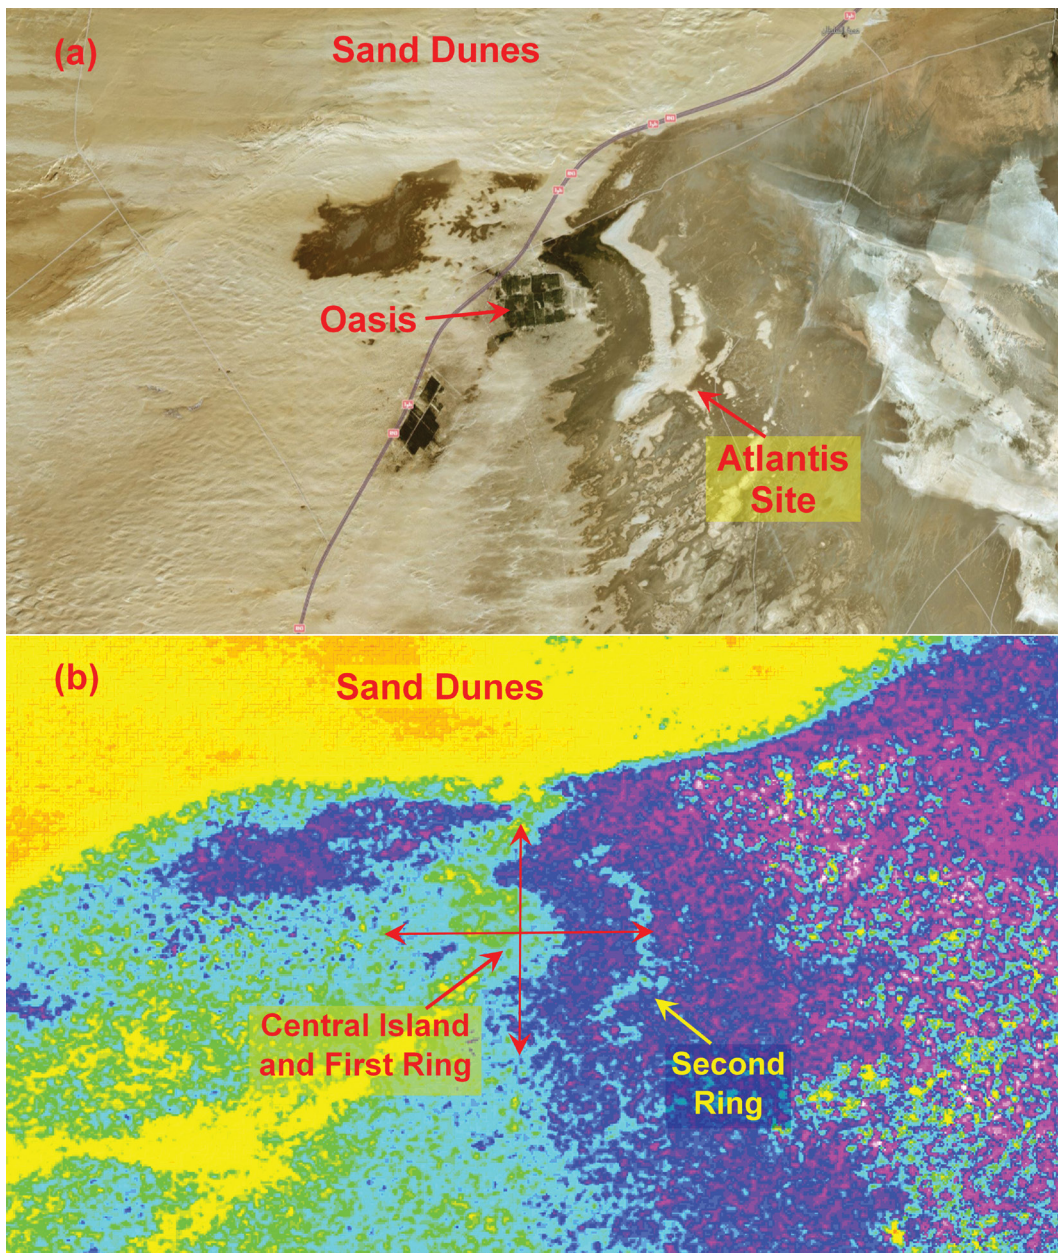 (a)
Sand Dunes
Oasis
Atlantis
Site
(b)
Sand Dunes
Central Island
and First Ring
Second
Ring